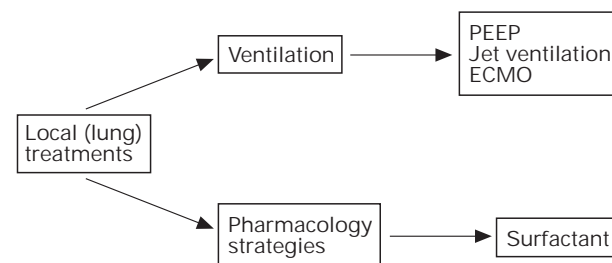 Ventilation
PEEP
Jet ventilation
ECMO
Local (lung)
treatments
Pharmacology
strategies
Surfactant